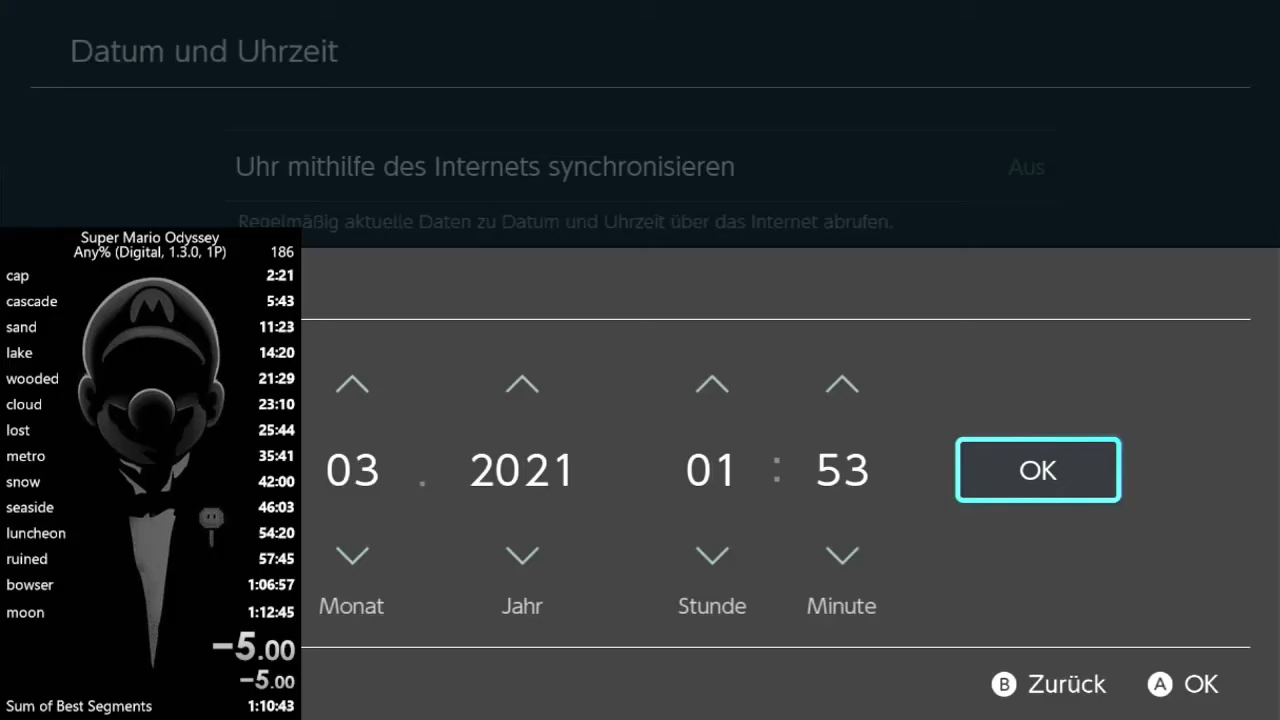 Datum und Uhrzeit
Uhr mithilfe des Internets synchronisieren Aus
Regelmäßig aktuelle Daten zu Datum und Uhrzeit über das Internet abrufen.
Super Mario Odyssey
Any% (Digital, 1.3.0, 1P) 186
cap 2:21
cascade 5:43
sand 11:23
lake 14:20
wooded 21:29
cloud 23:10
lost 25:44
metro 35:41
snow 42:00
seaside 46:03
luncheon 54:20
ruined 57:45
bowser 1:06:57
moon 1:12:45
−5.00
−5.00
Sum of Best Segments 1:10:43
03 . 2021 01 : 53 OK
Monat Jahr Stunde Minute
B Zurück A OK